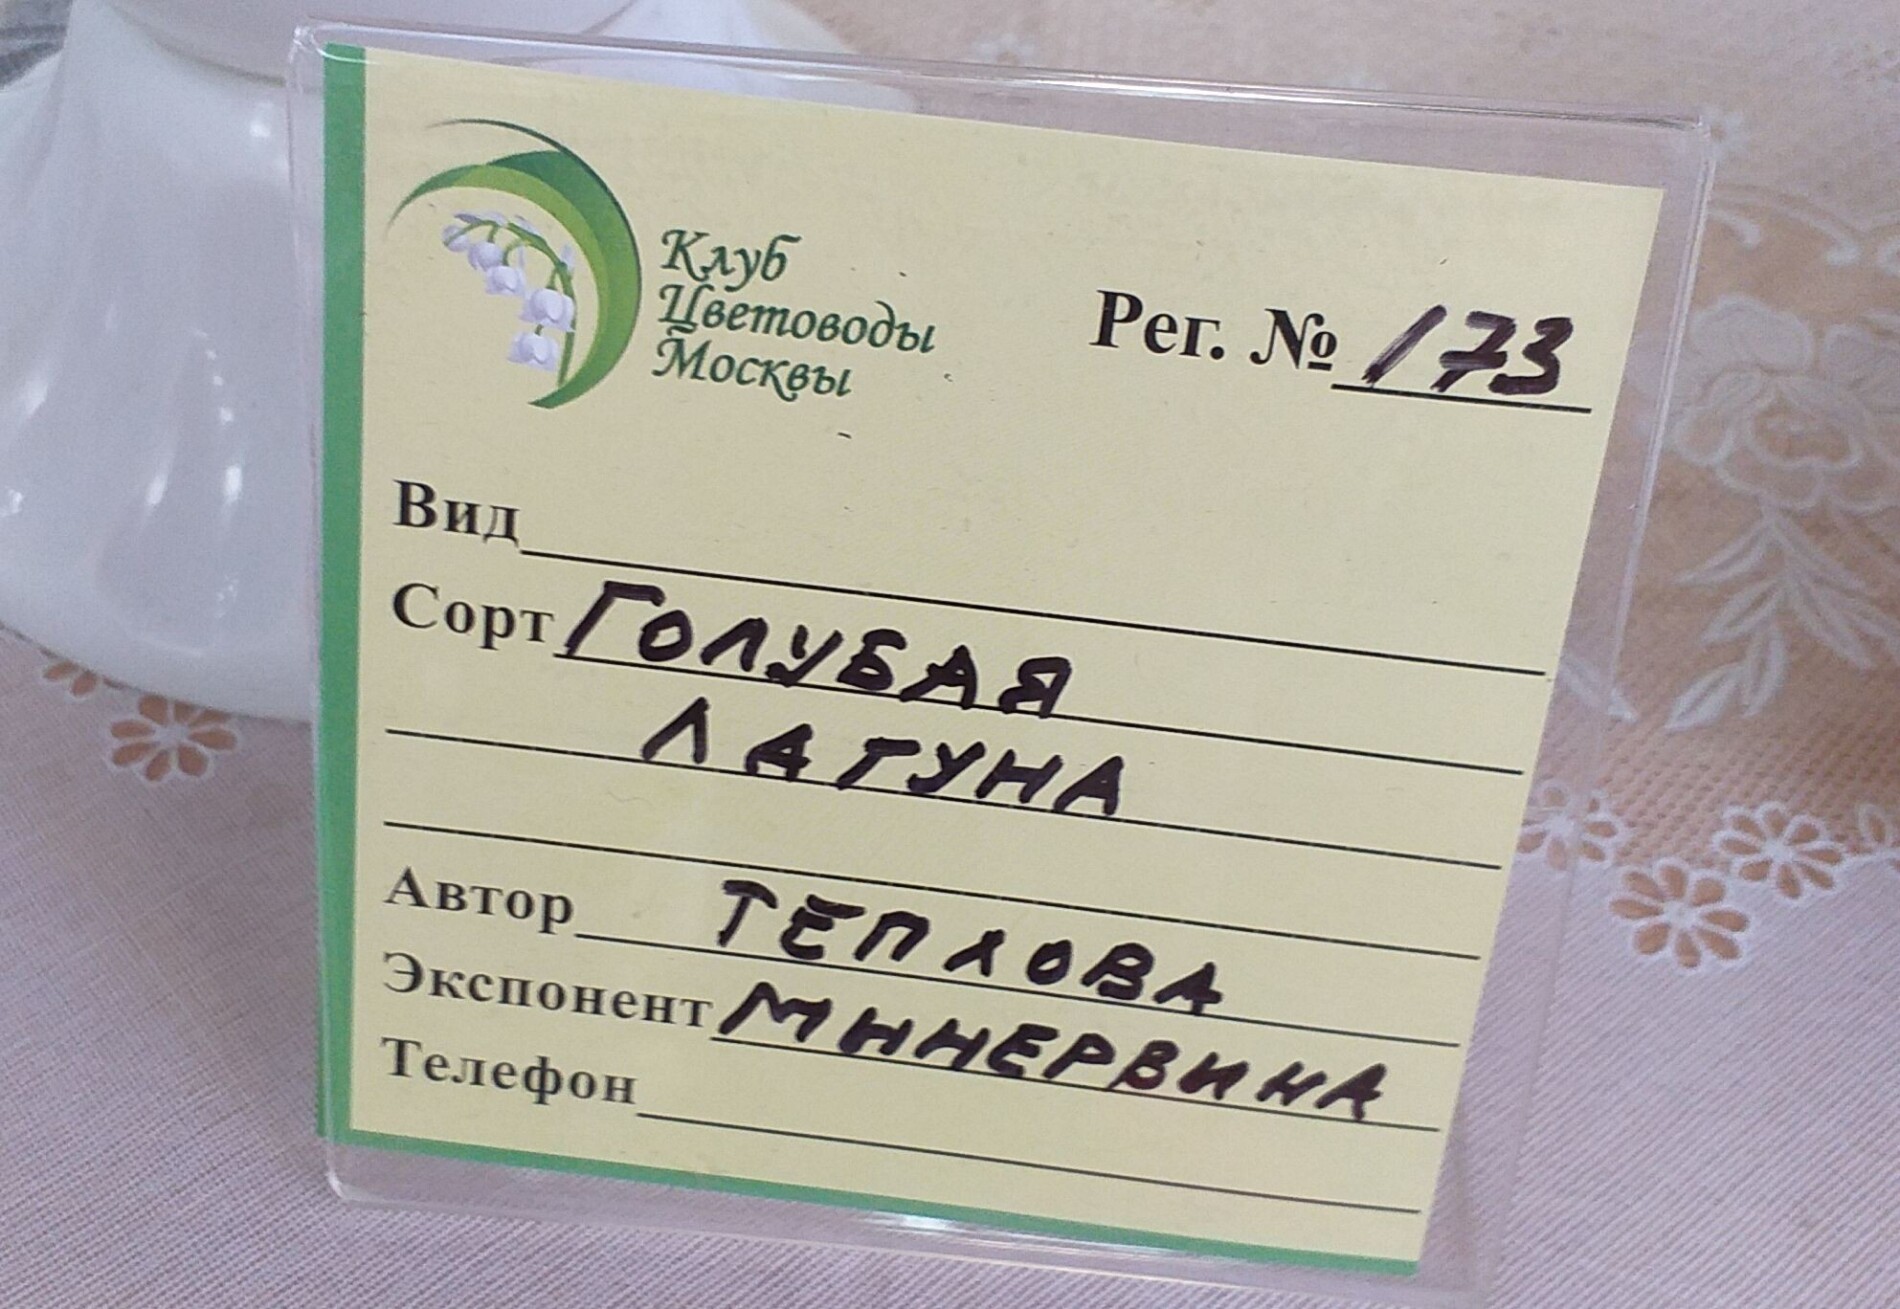 Клуб
Цветоводы
Москвы
Рег. № 173
Вид
Сорт ГОЛУБАЯ
ЛАГУНА
Автор ТЕПЛОВА
Экспонент МИНЕРВИНА
Телефон